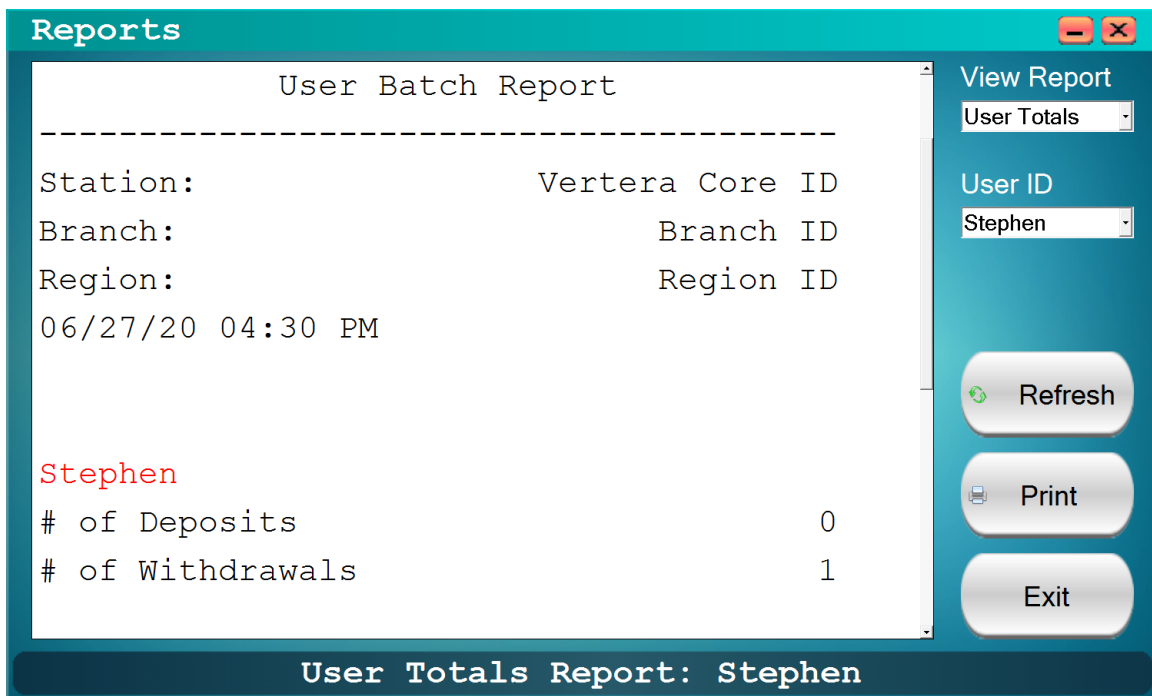 Reports
User Batch Report
----------------------------------------
Station: Vertera Core ID
Branch: Branch ID
Region: Region ID
06/27/20 04:30 PM
Stephen
# of Deposits 0
# of Withdrawals 1
View Report
User Totals
User ID
Stephen
Refresh
Print
Exit
User Totals Report: Stephen